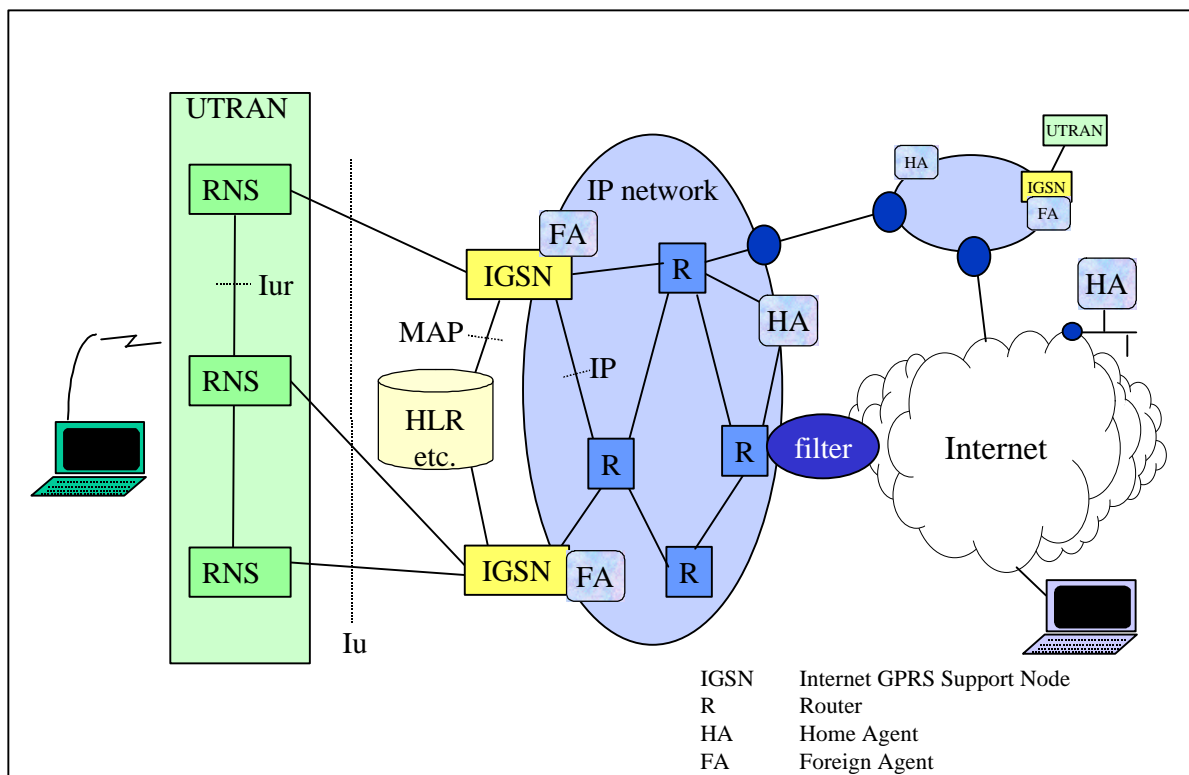 UTRAN
RNS
Iur
RNS
RNS
Iu
MAP
HLR
etc.
IGSN
FA
IGSN
FA
IP network
IP
R
R
R
R
HA
filter
Internet
HA
UTRAN
IGSN
FA
HA
IGSN Internet GPRS Support Node
R Router
HA Home Agent
FA Foreign Agent